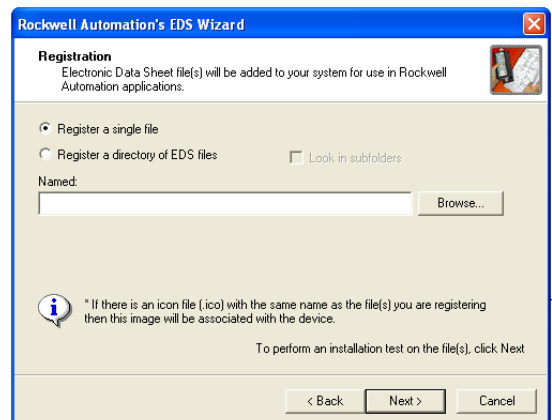 Rockwell Automation's EDS Wizard
Registration
Electronic Data Sheet file(s) will be added to your system for use in Rockwell
Automation applications.
Register a single file
Register a directory of EDS files
Look in subfolders
Named:
Browse...
* If there is an icon file (.ico) with the same name as the file(s) you are registering
then this image will be associated with the device.
To perform an installation test on the file(s), click Next
< Back
Next >
Cancel